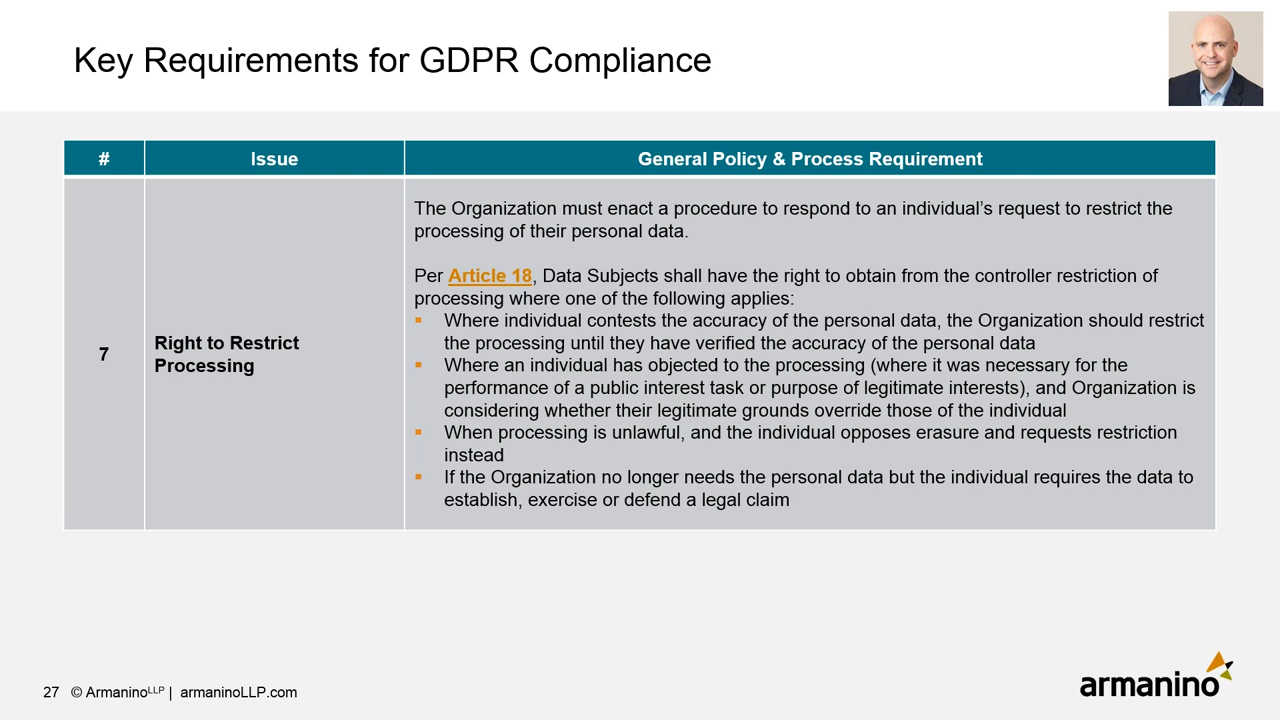 Key Requirements for GDPR Compliance
# Issue General Policy & Process Requirement
7
Right to Restrict
Processing
The Organization must enact a procedure to respond to an individual’s request to restrict the
processing of their personal data.
Per Article 18, Data Subjects shall have the right to obtain from the controller restriction of
processing where one of the following applies:
▪ Where individual contests the accuracy of the personal data, the Organization should restrict
the processing until they have verified the accuracy of the personal data
▪ Where an individual has objected to the processing (where it was necessary for the
performance of a public interest task or purpose of legitimate interests), and Organization is
considering whether their legitimate grounds override those of the individual
▪ When processing is unlawful, and the individual opposes erasure and requests restriction
instead
▪ If the Organization no longer needs the personal data but the individual requires the data to
establish, exercise or defend a legal claim
27 © ArmaninoLLP | armaninoLLP.com
armanino